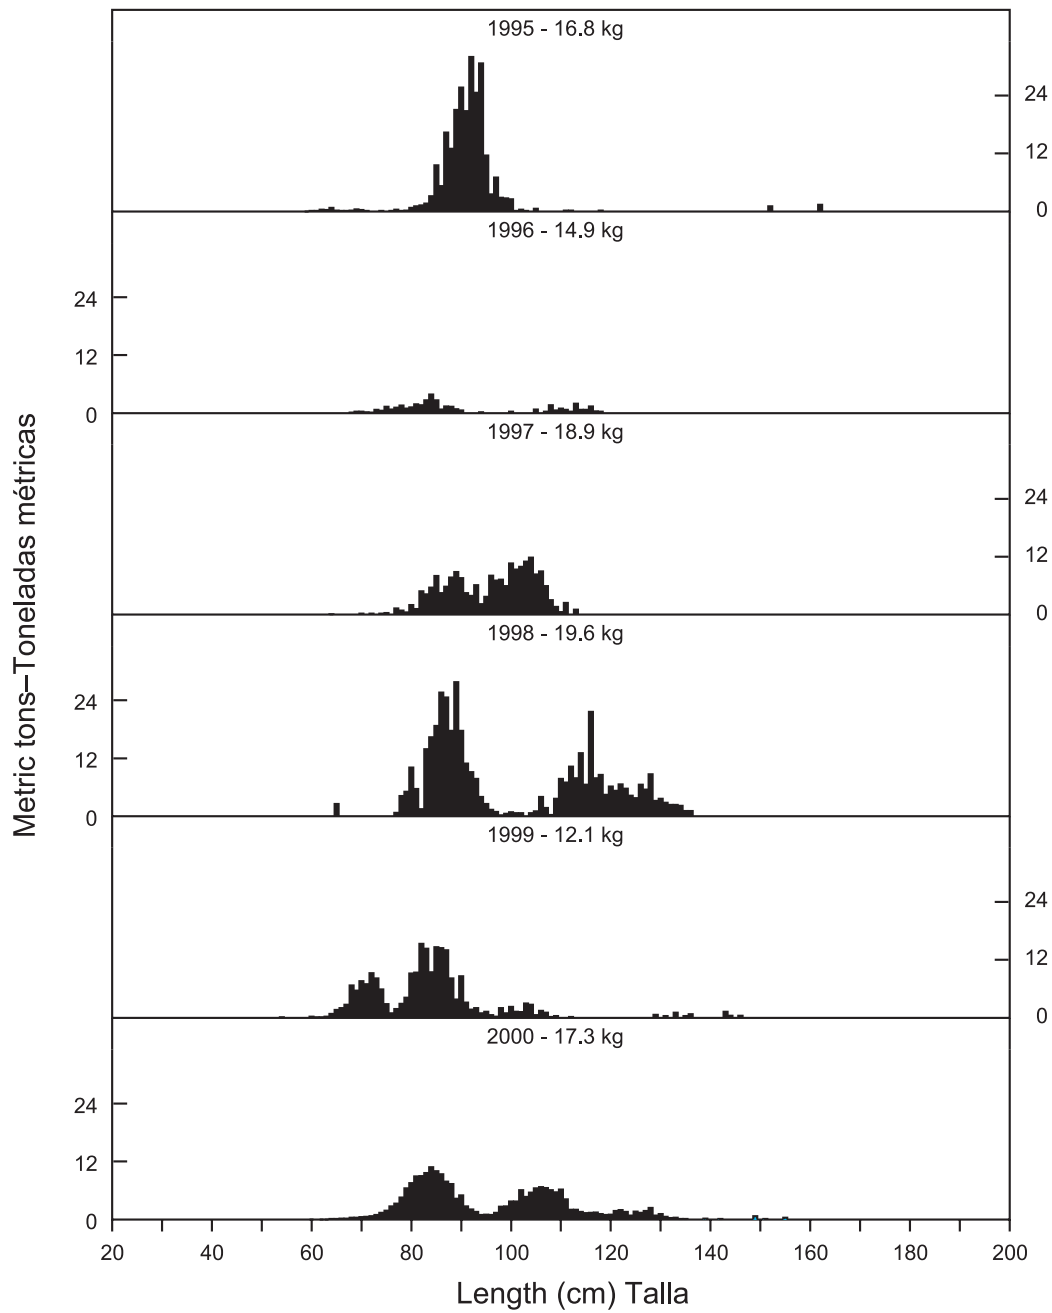 1995 - 16.8 kg
24
12
0
1996 - 14.9 kg
24
12
0
1997 - 18.9 kg
24
12
0
1998 - 19.6 kg
24
12
0
1999 - 12.1 kg
24
12
0
2000 - 17.3 kg
24
12
0
Metric tons–Toneladas métricas
20 40 60 80 100 120 140 160 180 200
Length (cm) Talla